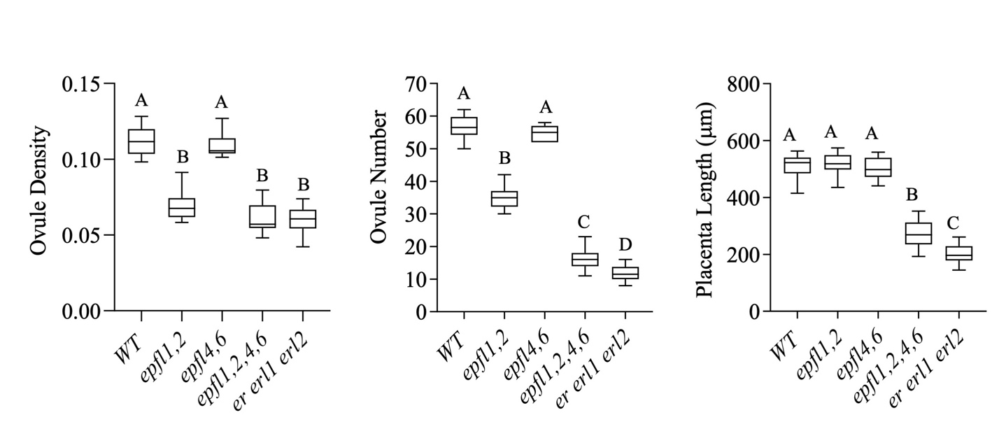 Ovule Density
0.15
0.10
0.05
0.00
A
B
A
B
B
WT
epfl1,2
epfl4,6
epfl1,2,4,6
er erl1 erl2
Ovule Number
70
60
50
40
30
20
10
0
A
B
A
C
D
WT
epfl1,2
epfl4,6
epfl1,2,4,6
er erl1 erl2
Placenta Length (μm)
800
600
400
200
0
A
A
A
B
C
WT
epfl1,2
epfl4,6
epfl1,2,4,6
er erl1 erl2